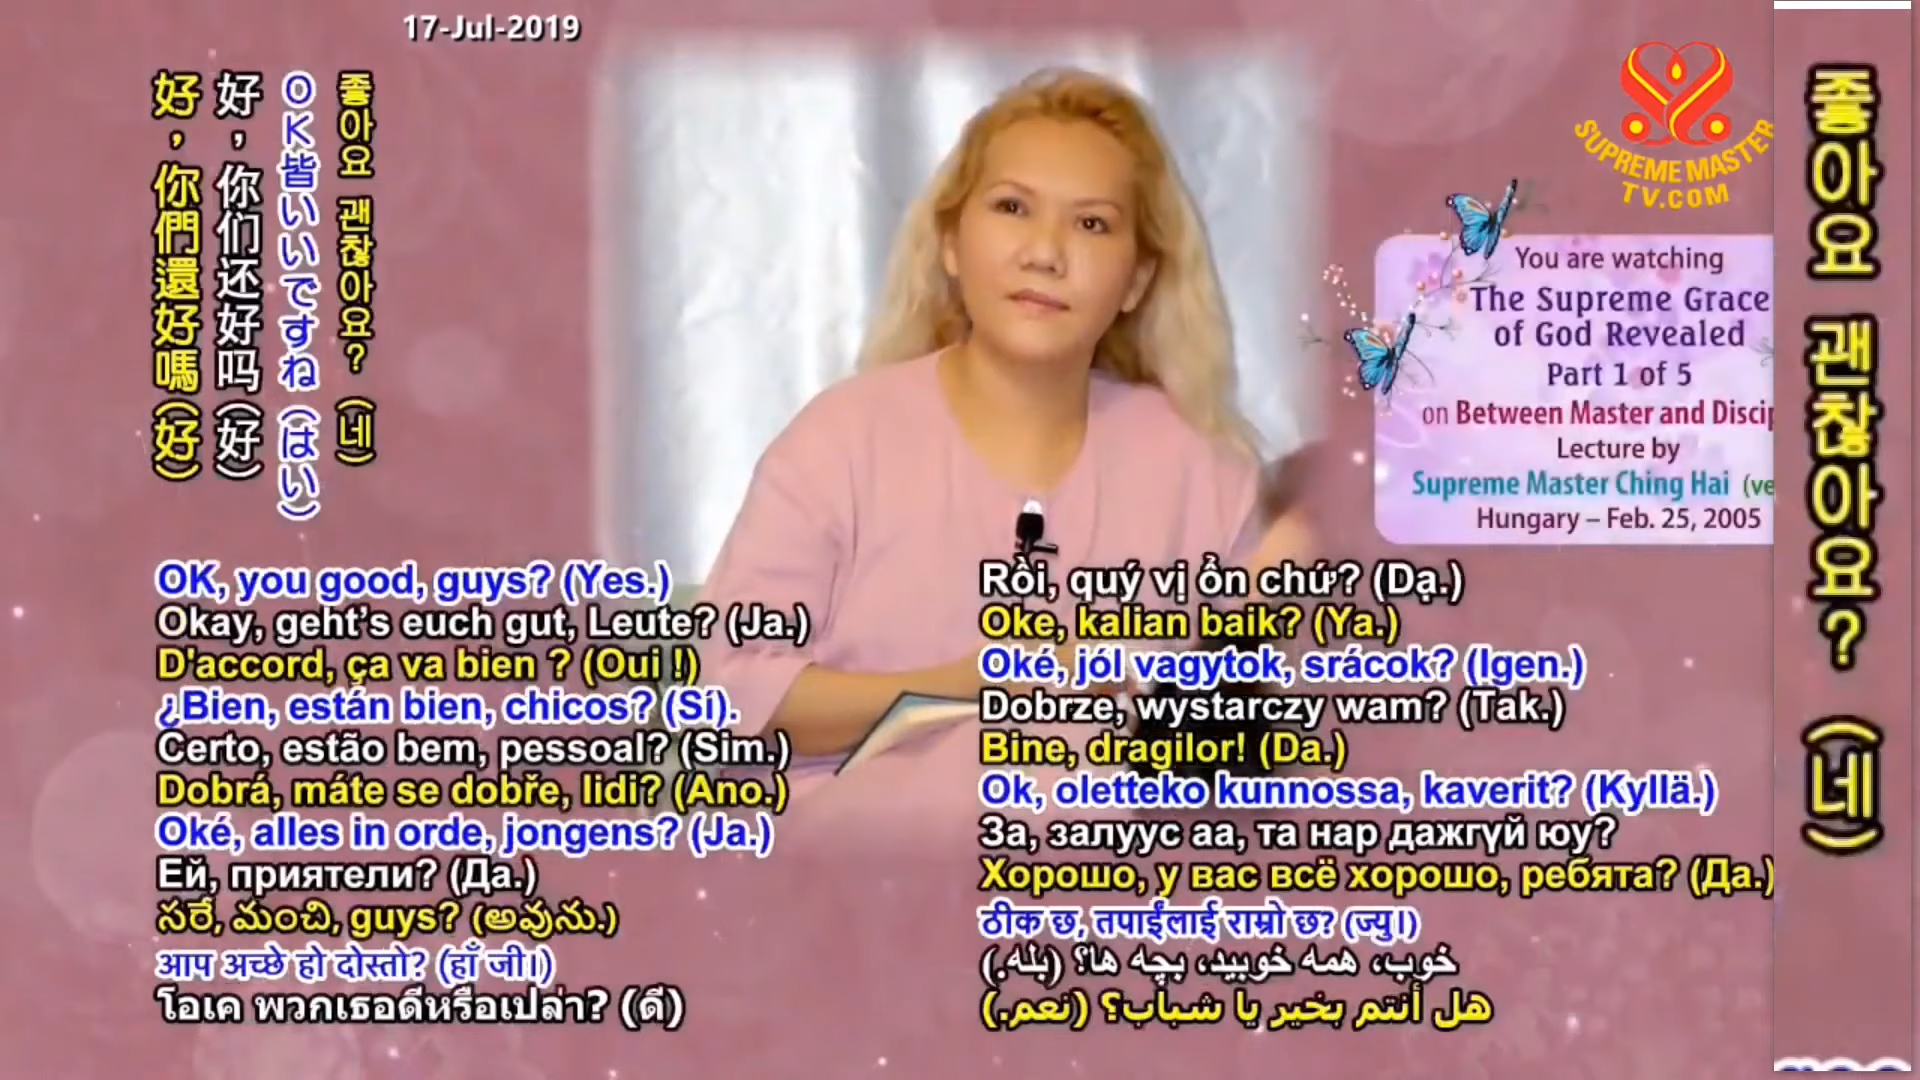 17-Jul-2019
좋아요 괜찮아요? (네)
OK皆いいですね (はい)
好，你们还好吗 (好)
好，你們還好嗎 (好)
SUPREME MASTER
TV.COM
You are watching
The Supreme Grace
of God Revealed
Part 1 of 5
on Between Master and Discip
Lecture by
Supreme Master Ching Hai (ve
Hungary – Feb. 25, 2005
좋아요 괜찮아요? (네)
OK, you good, guys? (Yes.)
Okay, geht’s euch gut, Leute? (Ja.)
D'accord, ça va bien ? (Oui !)
¿Bien, están bien, chicos? (Sí).
Certo, estão bem, pessoal? (Sim.)
Dobrá, máte se dobře, lidi? (Ano.)
Oké, alles in orde, jongens? (Ja.)
Ей, приятели? (Да.)
సరే, మంచి, guys? (అవును.)
आप अच्छे हो दोस्तो? (हाँ जी।)
โอเค พวกเธอดีหรือเปล่า? (ดี)
Rồi, quý vị ổn chứ? (Dạ.)
Oke, kalian baik? (Ya.)
Oké, jól vagytok, srácok? (Igen.)
Dobrze, wystarczy wam? (Tak.)
Bine, dragilor! (Da.)
Ok, oletteko kunnossa, kaverit? (Kyllä.)
За, залуус аа, та нар дажгүй юу?
Хорошо, у вас всё хорошо, ребята? (Да.)
ठीक छ, तपाईंलाई राम्रो छ? (ज्यु।)
خوب، همه خوبید، بچه ها؟ (بله.)
هل أنتم بخير يا شباب؟ (نعم.)